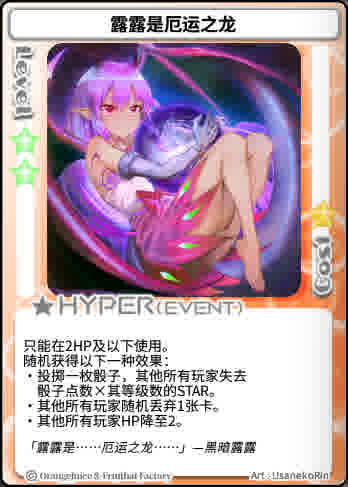 露露是厄运之龙
Level
Cost
HYPER(EVENT)
只能在2HP及以下使用。
随机获得以下一种效果：
・投掷一枚骰子，其他所有玩家失去
骰子点数×其等级数的STAR。
・其他所有玩家随机丢弃1张卡。
・其他所有玩家HP降至2。
「露露是……厄运之龙……」—黑暗露露
© OrangeJuice & Fruitbat Factory
Art : UsanekoRin